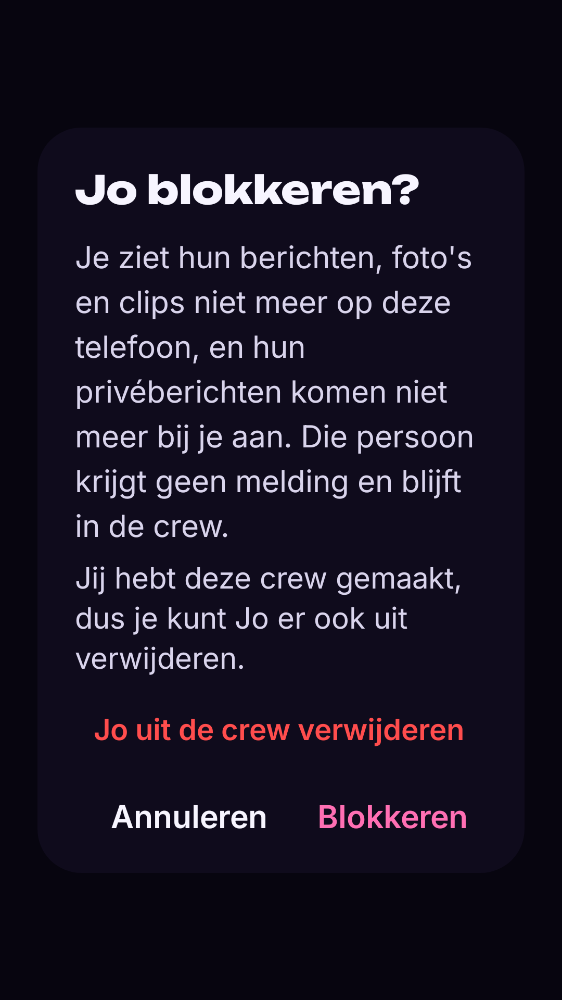 Jo blokkeren?
Je ziet hun berichten, foto's
en clips niet meer op deze
telefoon, en hun
privéberichten komen niet
meer bij je aan. Die persoon
krijgt geen melding en blijft
in de crew.
Jij hebt deze crew gemaakt,
dus je kunt Jo er ook uit
verwijderen.
Jo uit de crew verwijderen
Annuleren Blokkeren